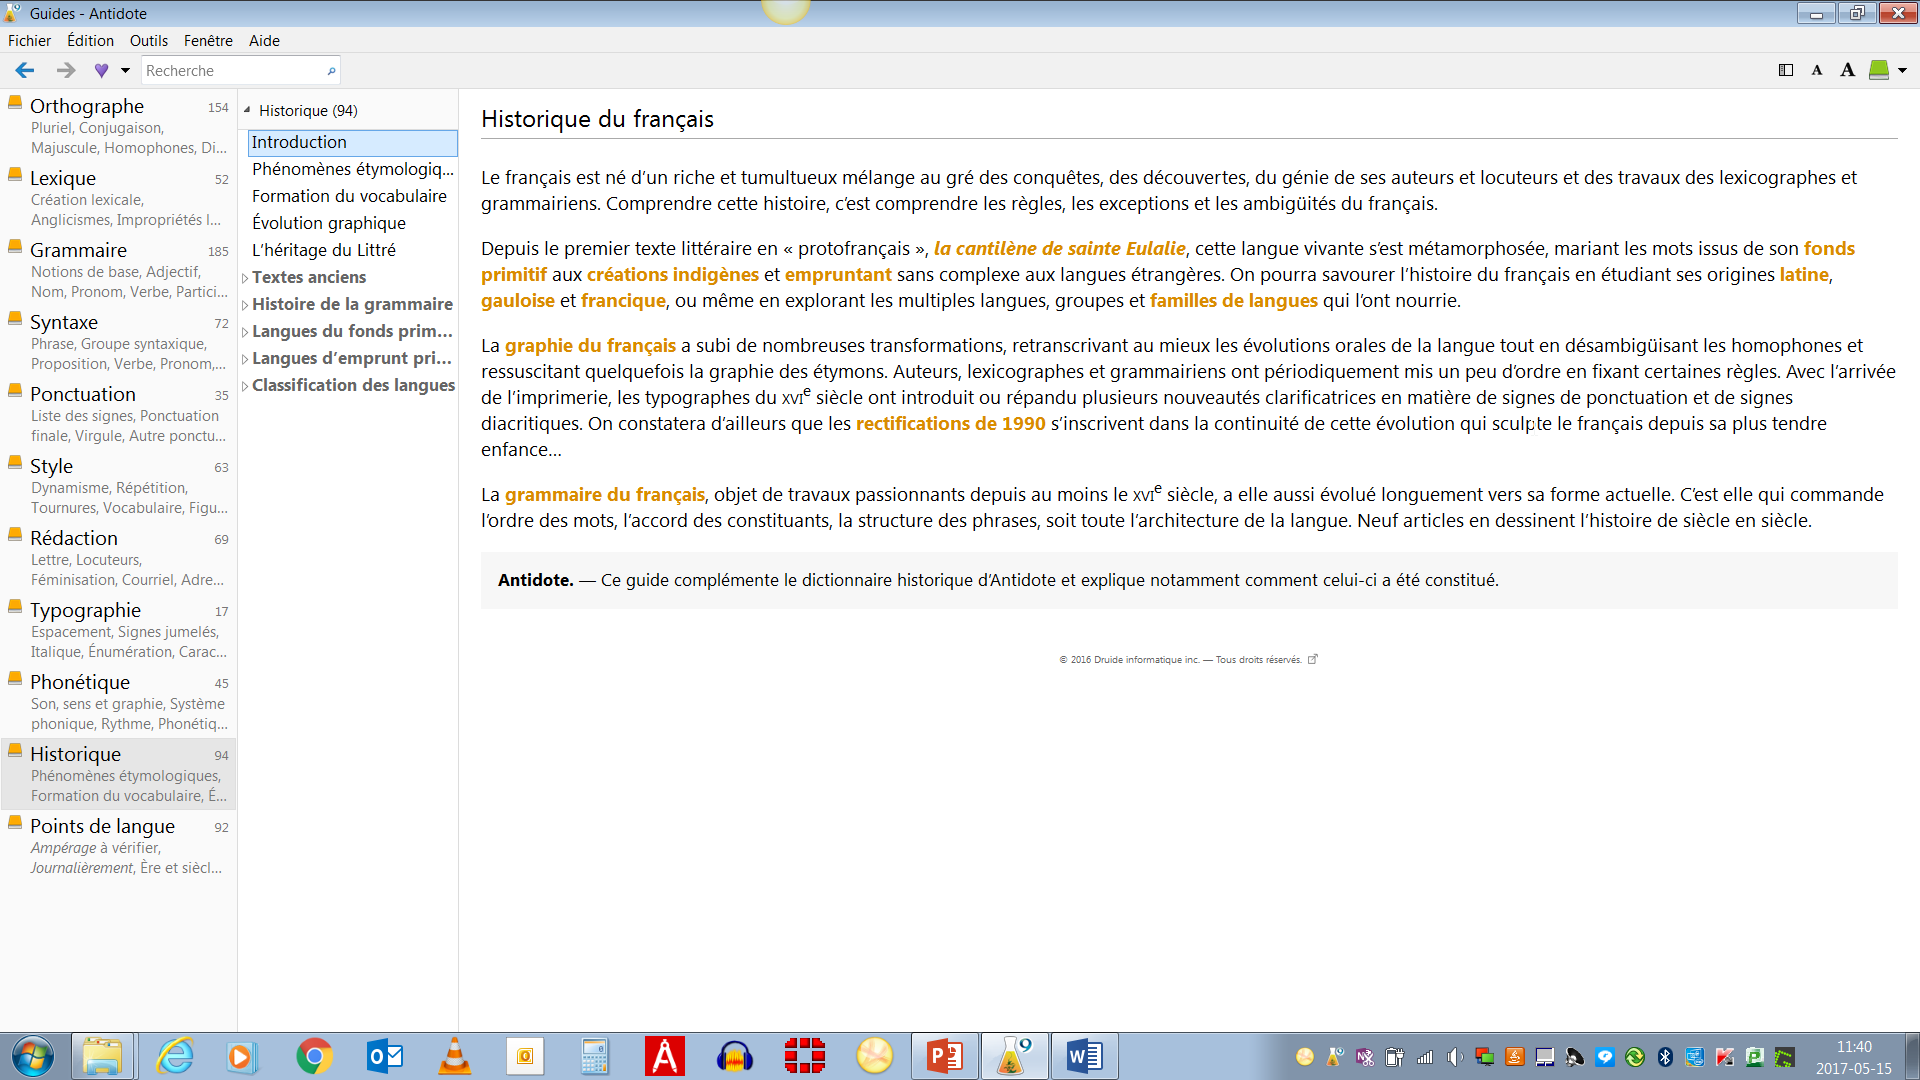 Guides - Antidote
Fichier Édition Outils Fenêtre Aide
Recherche
A A
Orthographe 154
Pluriel, Conjugaison,
Majuscule, Homophones, Di...
Lexique 52
Création lexicale,
Anglicismes, Impropriétés l...
Grammaire 185
Notions de base, Adjectif,
Nom, Pronom, Verbe, Partici...
Syntaxe 72
Phrase, Groupe syntaxique,
Proposition, Verbe, Pronom,...
Ponctuation 35
Liste des signes, Ponctuation
finale, Virgule, Autre ponctu...
Style 63
Dynamisme, Répétition,
Tournures, Vocabulaire, Figu...
Rédaction 69
Lettre, Locuteurs,
Féminisation, Courriel, Adre...
Typographie 17
Espacement, Signes jumelés,
Italique, Énumération, Carac...
Phonétique 45
Son, sens et graphie, Système
phonique, Rythme, Phonétiq...
Historique 94
Phénomènes étymologiques,
Formation du vocabulaire, É...
Points de langue 92
Ampérage à vérifier,
Journalièrement, Ère et siècl...
Historique (94)
Introduction
Phénomènes étymologiq...
Formation du vocabulaire
Évolution graphique
L'héritage du Littré
Textes anciens
Histoire de la grammaire
Langues du fonds prim...
Langues d'emprunt pri...
Classification des langues
Historique du français
Le français est né d'un riche et tumultueux mélange au gré des conquêtes, des découvertes, du génie de ses auteurs et locuteurs et des travaux des lexicographes et
grammairiens. Comprendre cette histoire, c'est comprendre les règles, les exceptions et les ambigüités du français.
Depuis le premier texte littéraire en « protofrançais », la cantilène de sainte Eulalie, cette langue vivante s'est métamorphosée, mariant les mots issus de son fonds
primitif aux créations indigènes et empruntant sans complexe aux langues étrangères. On pourra savourer l'histoire du français en étudiant ses origines latine,
gauloise et francique, ou même en explorant les multiples langues, groupes et familles de langues qui l'ont nourrie.
La graphie du français a subi de nombreuses transformations, retranscrivant au mieux les évolutions orales de la langue tout en désambigüisant les homophones et
ressuscitant quelquefois la graphie des étymons. Auteurs, lexicographes et grammairiens ont périodiquement mis un peu d'ordre en fixant certaines règles. Avec l'arrivée
de l'imprimerie, les typographes du XVIe siècle ont introduit ou répandu plusieurs nouveautés clarificatrices en matière de signes de ponctuation et de signes
diacritiques. On constatera d'ailleurs que les rectifications de 1990 s'inscrivent dans la continuité de cette évolution qui sculpte le français depuis sa plus tendre
enfance...
La grammaire du français, objet de travaux passionnants depuis au moins le XVIe siècle, a elle aussi évolué longuement vers sa forme actuelle. C'est elle qui commande
l'ordre des mots, l'accord des constituants, la structure des phrases, soit toute l'architecture de la langue. Neuf articles en dessinent l'histoire de siècle en siècle.
Antidote. — Ce guide complémente le dictionnaire historique d'Antidote et explique notamment comment celui-ci a été constitué.
© 2016 Druide informatique inc. — Tous droits réservés.
11:40
2017-05-15